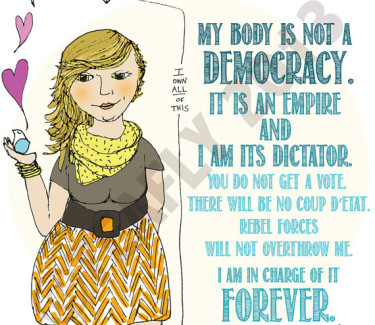 I
OWN
ALL
OF
THIS
MY BODY IS NOT A
DEMOCRACY.
IT IS AN EMPIRE
AND
I AM ITS DICTATOR.
YOU DO NOT GET A VOTE.
THERE WILL BE NO COUP D'ETAT.
REBEL FORCES
WILL NOT OVERTHROW ME.
I AM IN CHARGE OF IT
FOREVER.